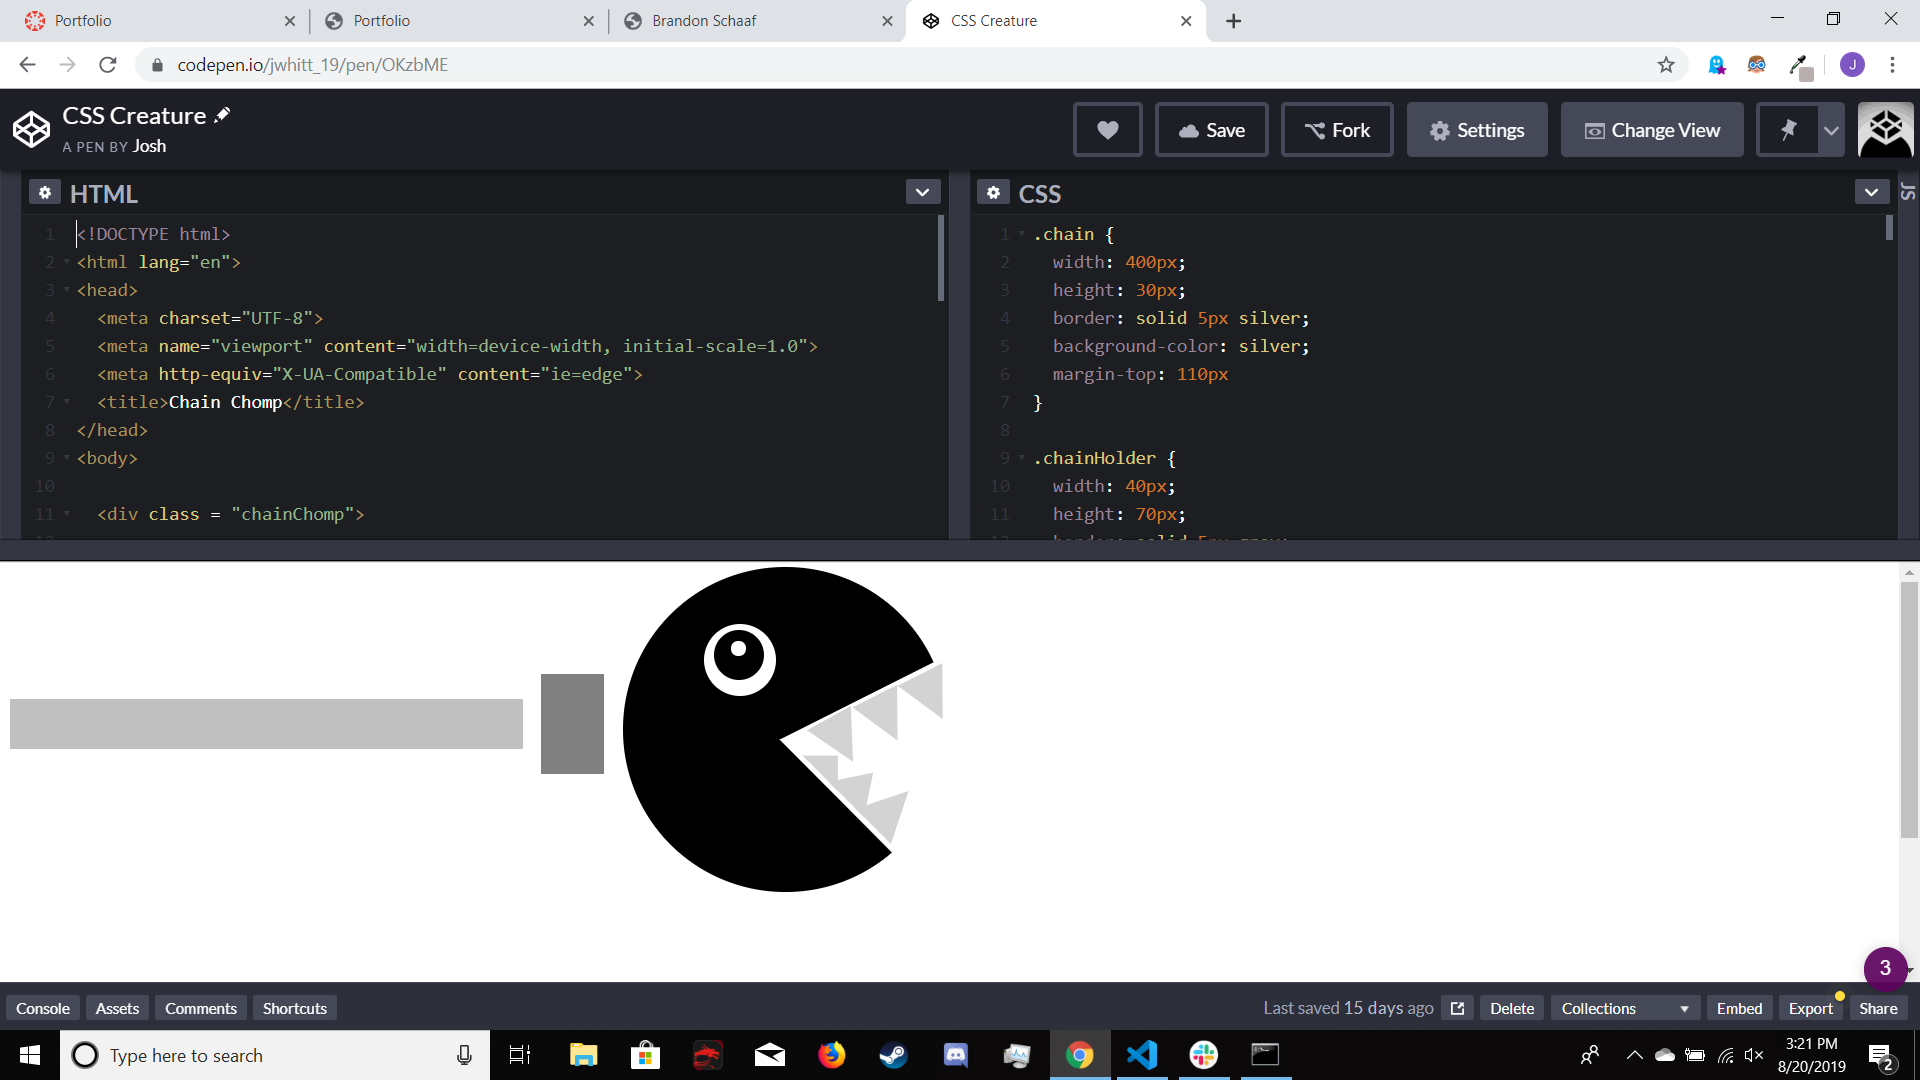 Portfolio
Portfolio
Brandon Schaaf
CSS Creature
codepen.io/jwhitt_19/pen/OKzbME
J
CSS Creature
A PEN BY Josh
Save
Fork
Settings
Change View
HTML
1 <!DOCTYPE html>
2 <html lang="en">
3 <head>
4 <meta charset="UTF-8">
5 <meta name="viewport" content="width=device-width, initial-scale=1.0">
6 <meta http-equiv="X-UA-Compatible" content="ie=edge">
7 <title>Chain Chomp</title>
8 </head>
9 <body>
10
11 <div class = "chainChomp">
CSS
1 .chain {
2 width: 400px;
3 height: 30px;
4 border: solid 5px silver;
5 background-color: silver;
6 margin-top: 110px
7 }
8
9 .chainHolder {
10 width: 40px;
11 height: 70px;
12 border: solid 5px gray;
JS
3
Console
Assets
Comments
Shortcuts
Last saved 15 days ago
Delete
Collections
Embed
Export
Share
Type here to search
3:21 PM
8/20/2019
2